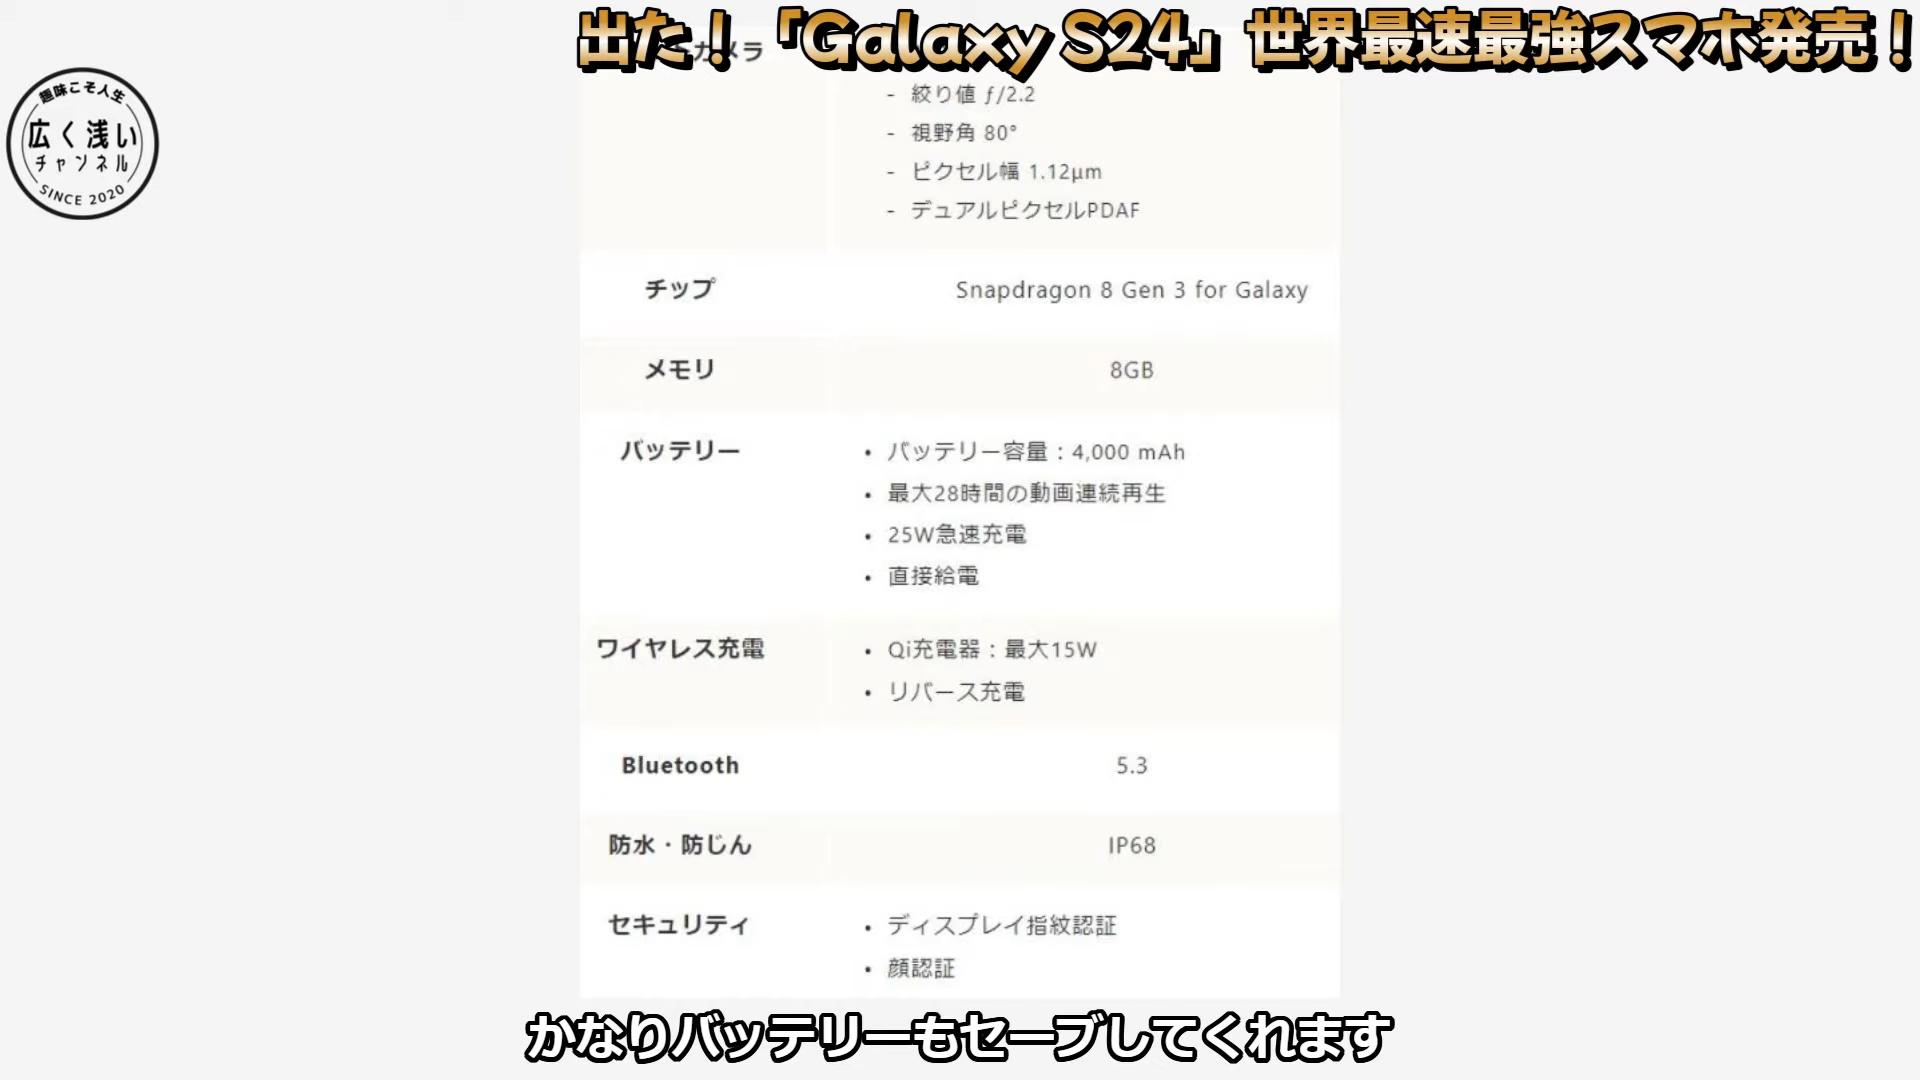 出た！「Galaxy S24」世界最速最強スマホ発売！
趣味こそ人生
広く浅い
チャンネル
SINCE 2020
カメラ
- 絞り値 ƒ/2.2
- 視野角 80°
- ピクセル幅 1.12μm
- デュアルピクセルPDAF
チップ Snapdragon 8 Gen 3 for Galaxy
メモリ 8GB
バッテリー • バッテリー容量：4,000 mAh
• 最大28時間の動画連続再生
• 25W急速充電
• 直接給電
ワイヤレス充電 • Qi充電器：最大15W
• リバース充電
Bluetooth 5.3
防水・防じん IP68
セキュリティ • ディスプレイ指紋認証
• 顔認証
かなりバッテリーもセーブしてくれます